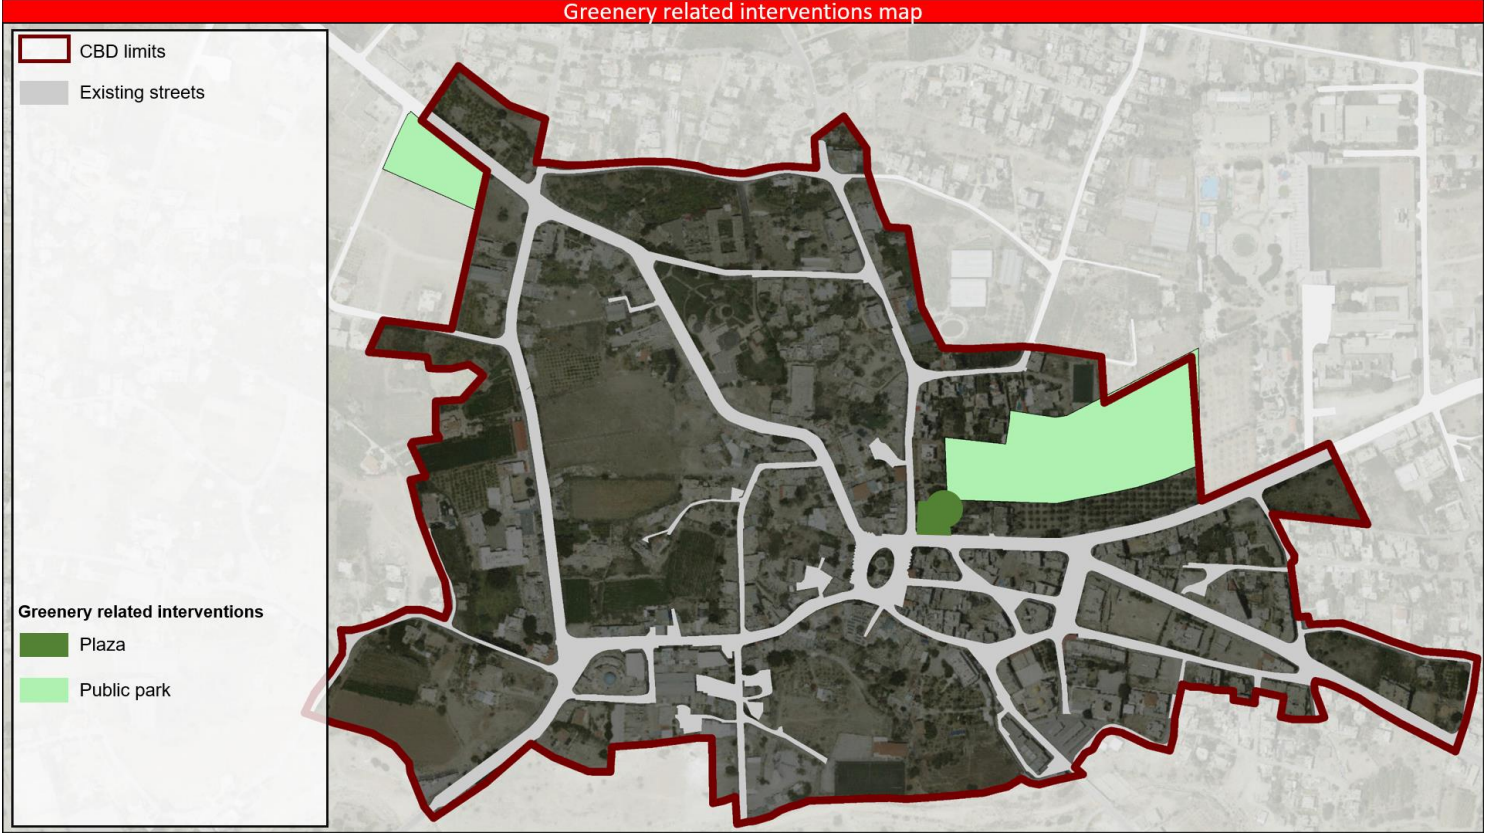 Greenery related interventions map
CBD limits
Existing streets
Greenery related interventions
Plaza
Public park